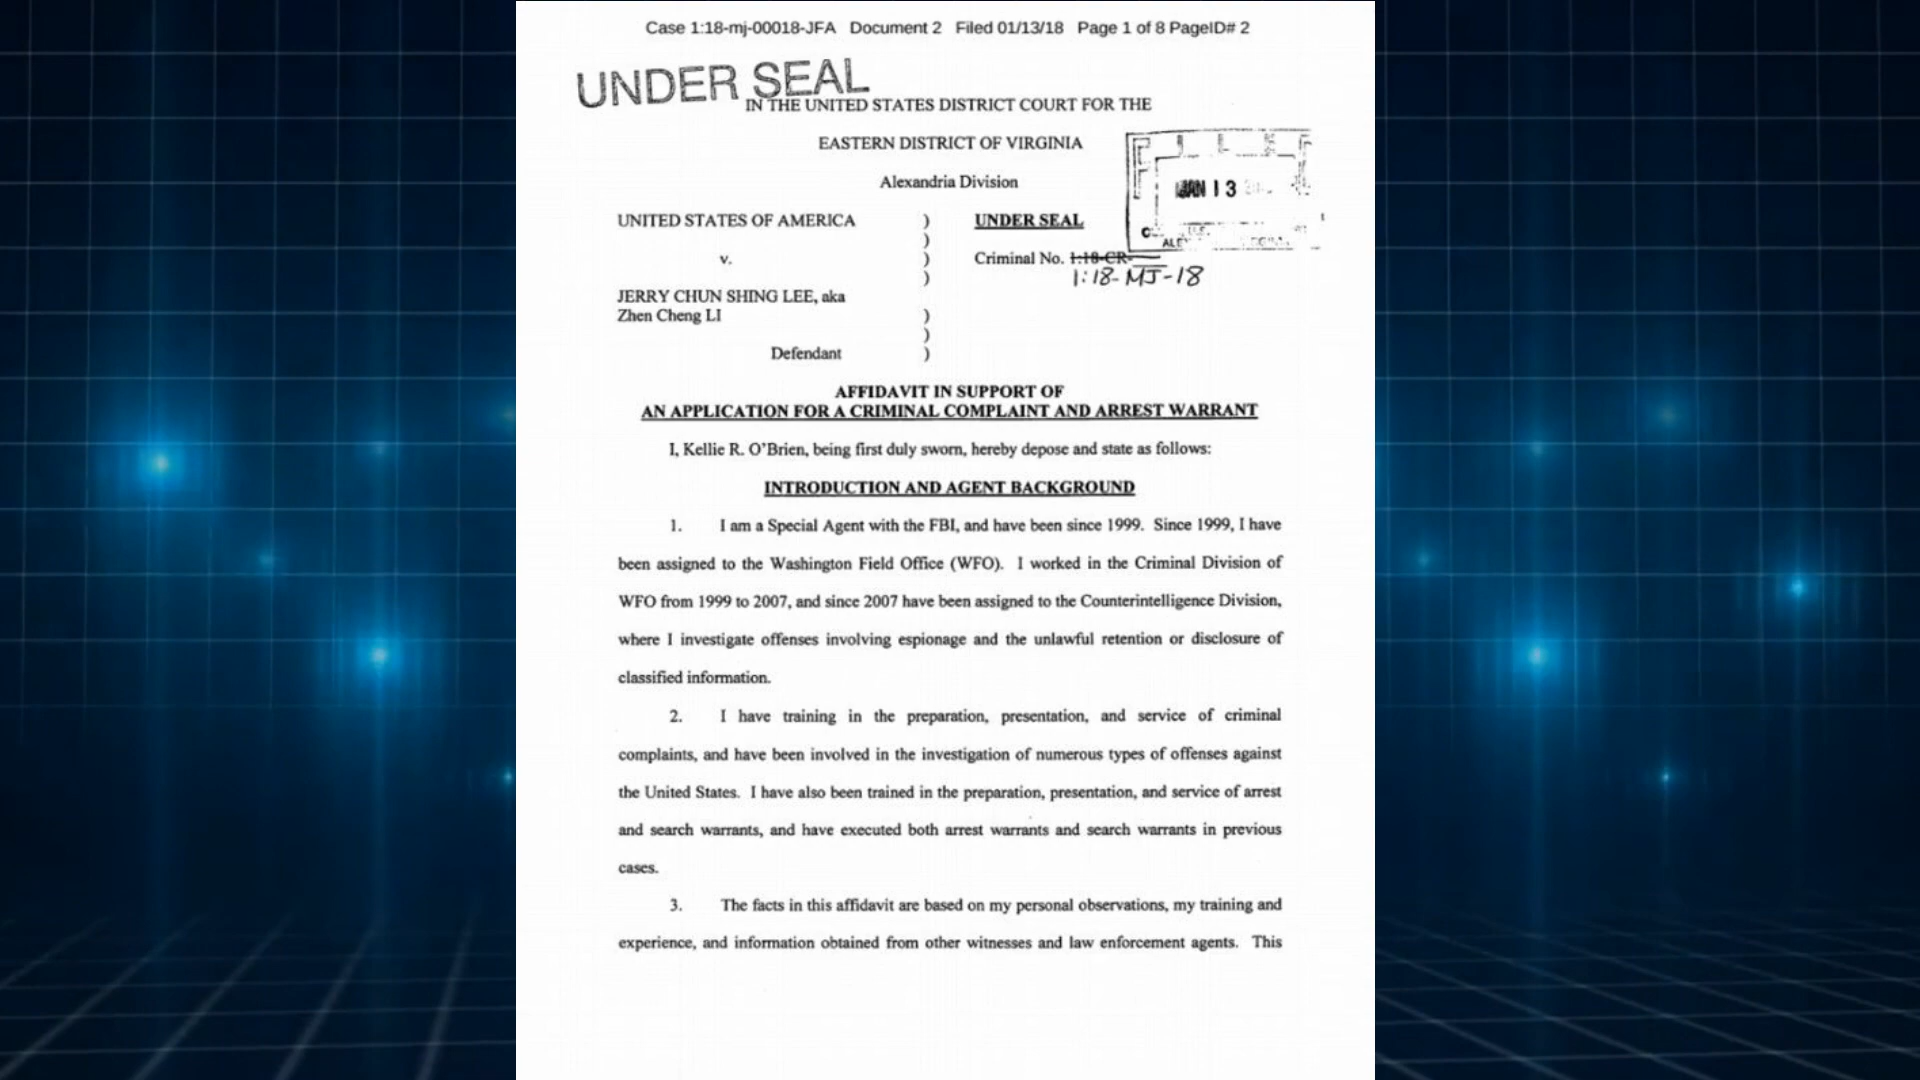 Case 1:18-mj-00018-JFA Document 2 Filed 01/13/18 Page 1 of 8 PageID# 2
UNDER SEAL
IN THE UNITED STATES DISTRICT COURT FOR THE
EASTERN DISTRICT OF VIRGINIA
Alexandria Division
JAN 13
UNITED STATES OF AMERICA )
)
v. )
)
JERRY CHUN SHING LEE, aka
Zhen Cheng LI )
)
Defendant )
UNDER SEAL
Criminal No. 1:18-CR-
1:18-MJ-18
AFFIDAVIT IN SUPPORT OF
AN APPLICATION FOR A CRIMINAL COMPLAINT AND ARREST WARRANT
I, Kellie R. O'Brien, being first duly sworn, hereby depose and state as follows:
INTRODUCTION AND AGENT BACKGROUND
1. I am a Special Agent with the FBI, and have been since 1999. Since 1999, I have
been assigned to the Washington Field Office (WFO). I worked in the Criminal Division of
WFO from 1999 to 2007, and since 2007 have been assigned to the Counterintelligence Division,
where I investigate offenses involving espionage and the unlawful retention or disclosure of
classified information.
2. I have training in the preparation, presentation, and service of criminal
complaints, and have been involved in the investigation of numerous types of offenses against
the United States. I have also been trained in the preparation, presentation, and service of arrest
and search warrants, and have executed both arrest warrants and search warrants in previous
cases.
3. The facts in this affidavit are based on my personal observations, my training and
experience, and information obtained from other witnesses and law enforcement agents. This